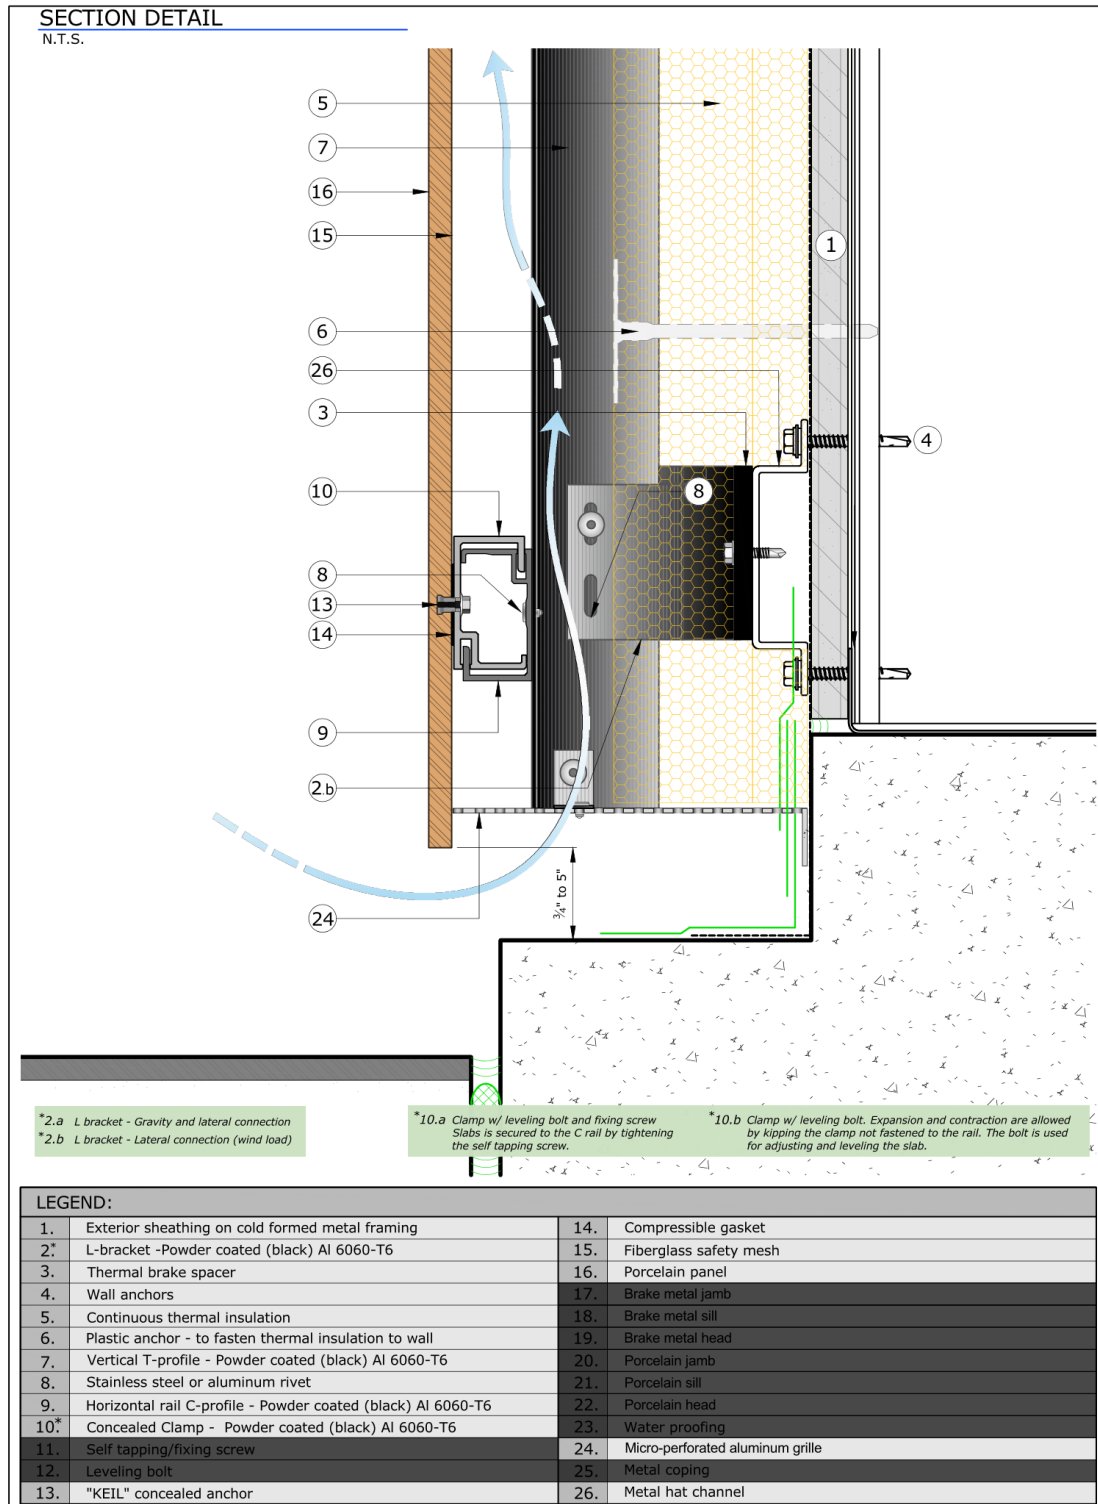 SECTION DETAIL
N.T.S.
5
7
16
15
1
6
26
3
4
10
8
8
13
14
9
2.b
24
¾" to 5"
*2.a L bracket - Gravity and lateral connection
*2.b L bracket - Lateral connection (wind load)
*10.a Clamp w/ leveling bolt and fixing screw
Slabs is secured to the C rail by tightening
the self tapping screw.
*10.b Clamp w/ leveling bolt. Expansion and contraction are allowed
by kipping the clamp not fastened to the rail. The bolt is used
for adjusting and leveling the slab.
LEGEND:
1. Exterior sheathing on cold formed metal framing
2.* L-bracket -Powder coated (black) Al 6060-T6
3. Thermal brake spacer
4. Wall anchors
5. Continuous thermal insulation
6. Plastic anchor - to fasten thermal insulation to wall
7. Vertical T-profile - Powder coated (black) Al 6060-T6
8. Stainless steel or aluminum rivet
9. Horizontal rail C-profile - Powder coated (black) Al 6060-T6
10.* Concealed Clamp - Powder coated (black) Al 6060-T6
11. Self tapping/fixing screw
12. Leveling bolt
13. "KEIL" concealed anchor
14. Compressible gasket
15. Fiberglass safety mesh
16. Porcelain panel
17. Brake metal jamb
18. Brake metal sill
19. Brake metal head
20. Porcelain jamb
21. Porcelain sill
22. Porcelain head
23. Water proofing
24. Micro-perforated aluminum grille
25. Metal coping
26. Metal hat channel